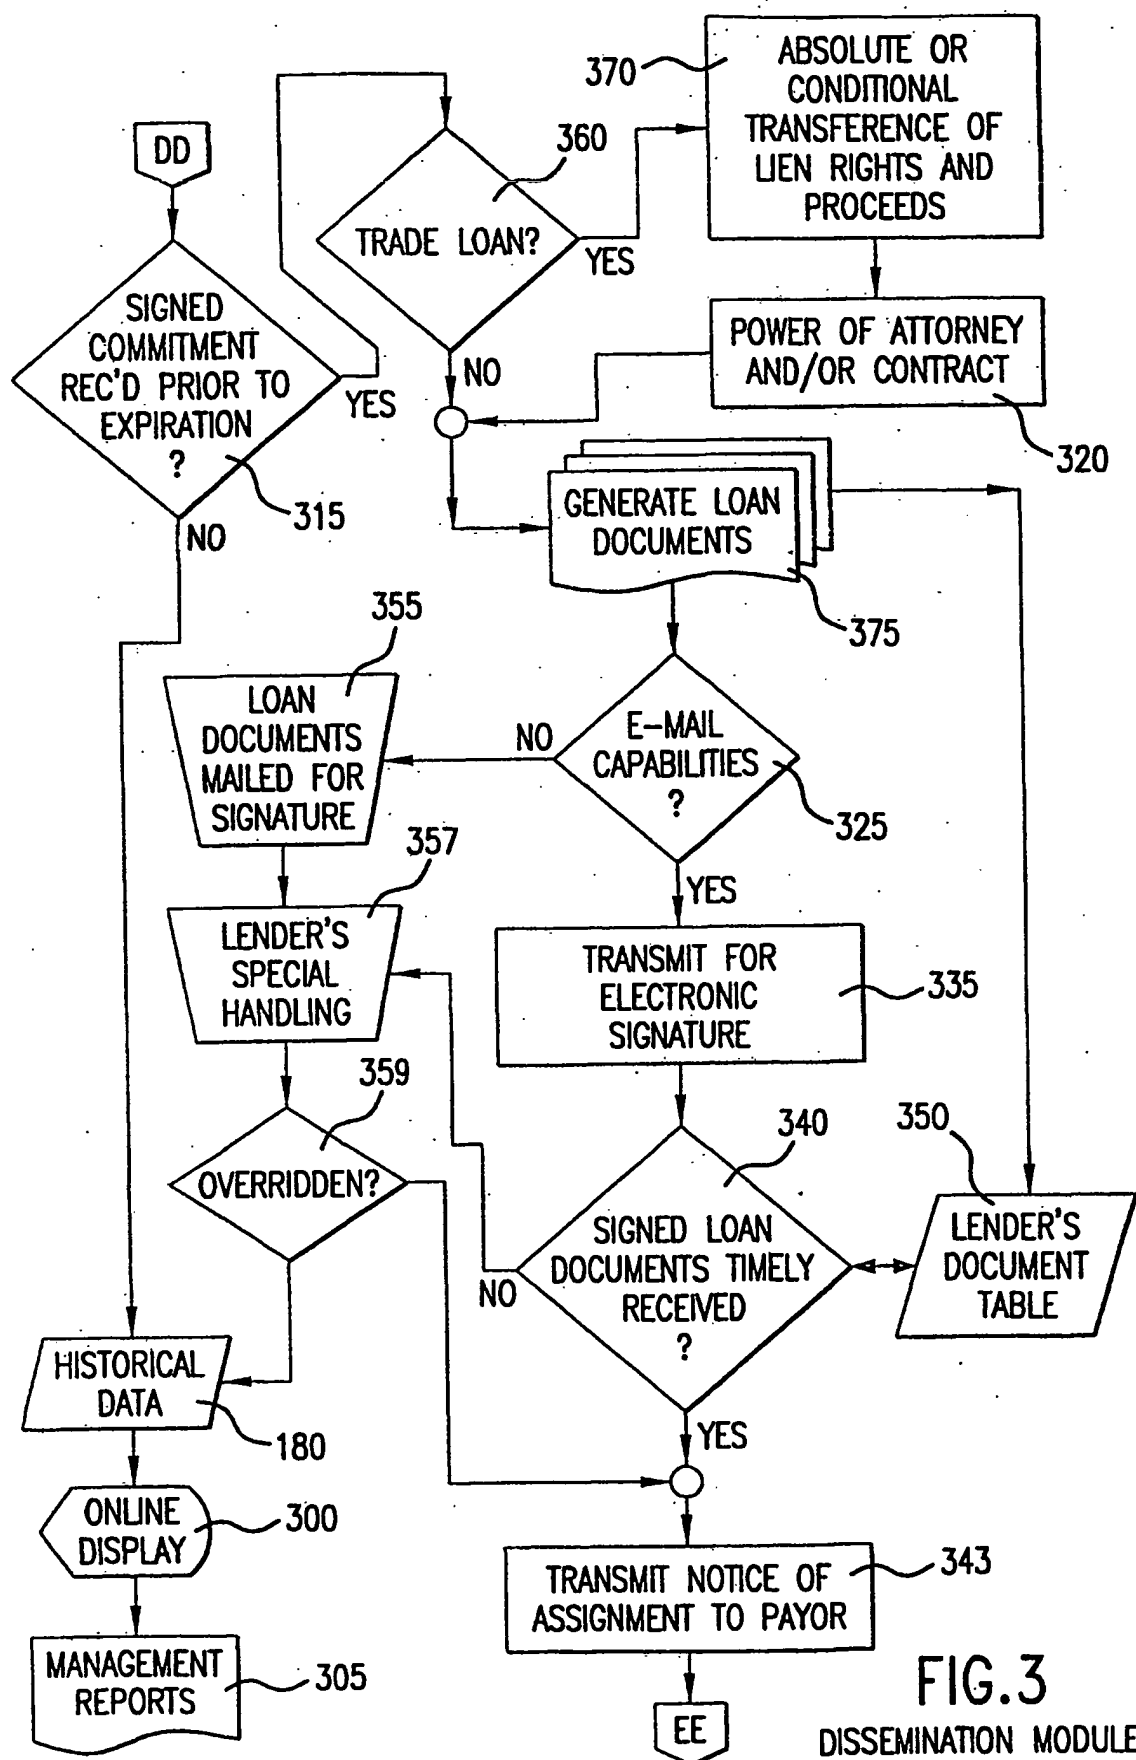 370
ABSOLUTE OR
CONDITIONAL
TRANSFERENCE OF
LIEN RIGHTS AND
PROCEEDS
DD
360
TRADE LOAN?
YES
NO
SIGNED
COMMITMENT
REC'D PRIOR TO
EXPIRATION
?
YES
315
NO
POWER OF ATTORNEY
AND/OR CONTRACT
320
GENERATE LOAN
DOCUMENTS
375
355
LOAN
DOCUMENTS
MAILED FOR
SIGNATURE
NO
E-MAIL
CAPABILITIES
?
325
YES
357
LENDER'S
SPECIAL
HANDLING
TRANSMIT FOR
ELECTRONIC
SIGNATURE
335
359
OVERRIDDEN?
340
SIGNED LOAN
DOCUMENTS TIMELY
RECEIVED
?
NO
YES
350
LENDER'S
DOCUMENT
TABLE
HISTORICAL
DATA
180
ONLINE
DISPLAY
300
MANAGEMENT
REPORTS
305
TRANSMIT NOTICE OF
ASSIGNMENT TO PAYOR
343
EE
FIG.3
DISSEMINATION MODULE